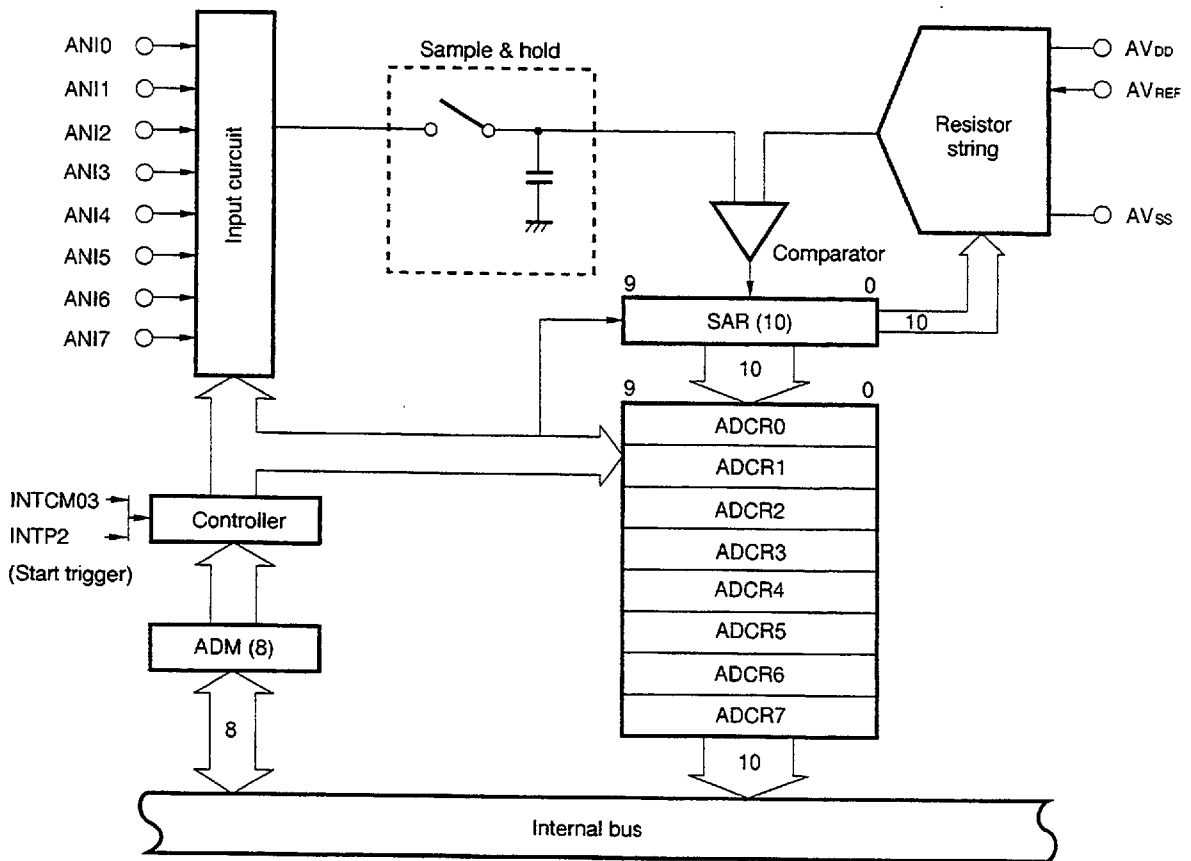 ANI0
ANI1
ANI2
ANI3
ANI4
ANI5
ANI6
ANI7
Input curcuit
Sample & hold
Resistor
string
AVDD
AVREF
AVSS
Comparator
9 0
SAR (10)
10
10
9 0
ADCR0
ADCR1
ADCR2
ADCR3
ADCR4
ADCR5
ADCR6
ADCR7
INTCM03
INTP2
(Start trigger)
Controller
ADM (8)
8
10
Internal bus